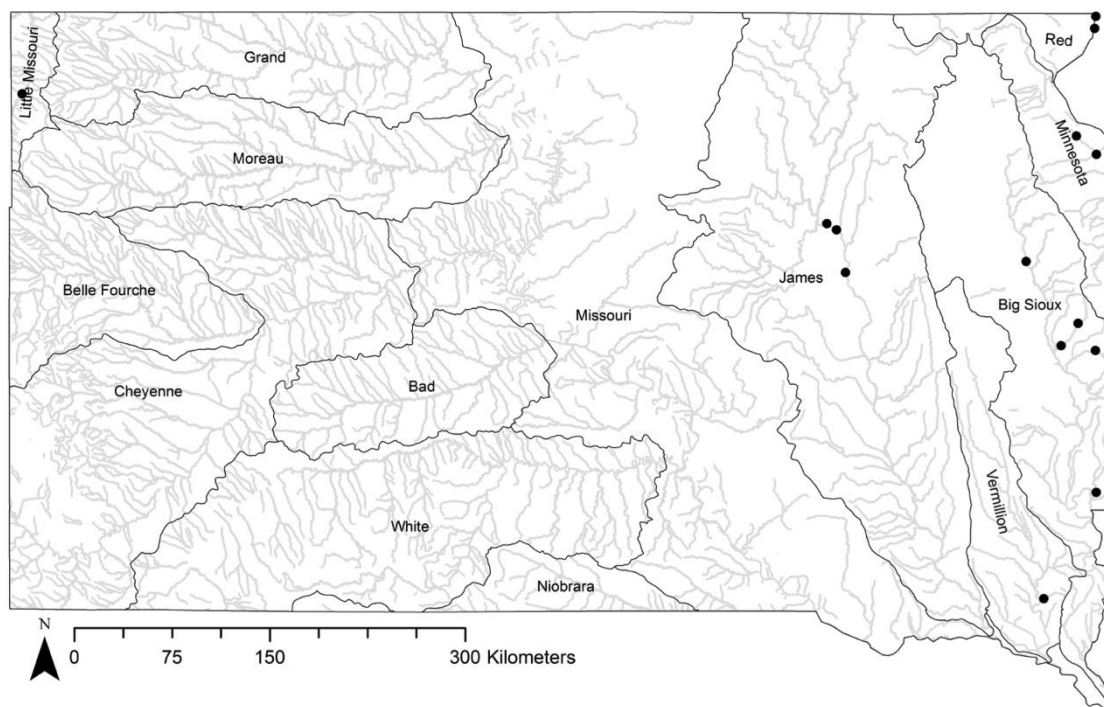 Red
Grand
Little Missouri
Minnesota
Moreau
James
Belle Fourche
Big Sioux
Missouri
Bad
Cheyenne
Vermillion
White
Niobrara
N
0 75 150 300 Kilometers